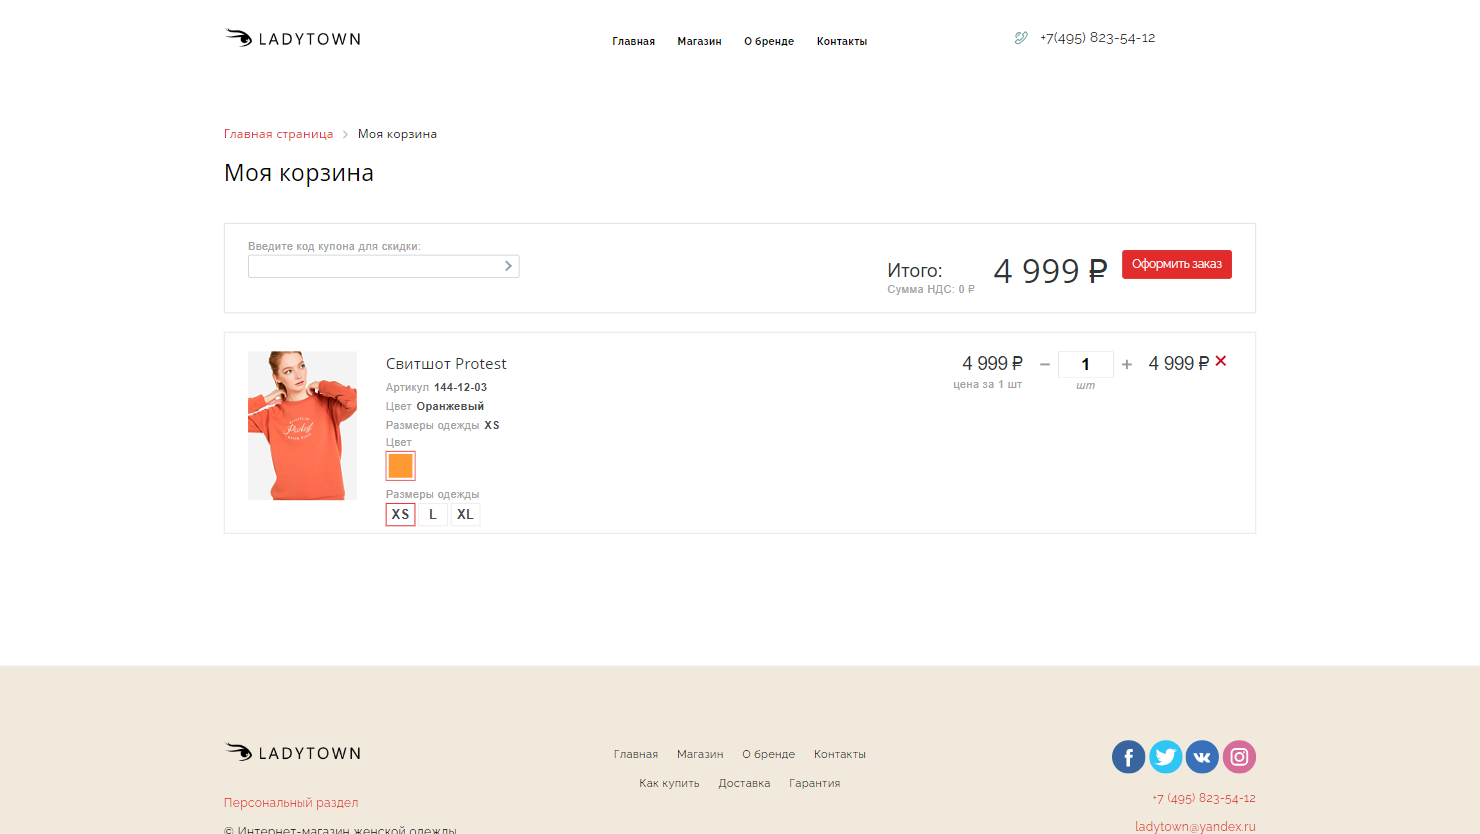 LADYTOWN
Главная Магазин О бренде Контакты
+7(495) 823-54-12
Главная страница > Моя корзина
Моя корзина
Введите код купона для скидки:
Итого: 4 999 ₽
Сумма НДС: 0 ₽
Оформить заказ
Свитшот Protest
Артикул 144-12-03
Цвет Оранжевый
Размеры одежды XS
Цвет
Размеры одежды
XS L XL
4 999 ₽
цена за 1 шт
− 1 +
шт
4 999 ₽
Protest
LADYTOWN
Персональный раздел
© Интернет-магазин женской одежды
Главная Магазин О бренде Контакты
Как купить Доставка Гарантия
+7 (495) 823-54-12
ladytown@yandex.ru